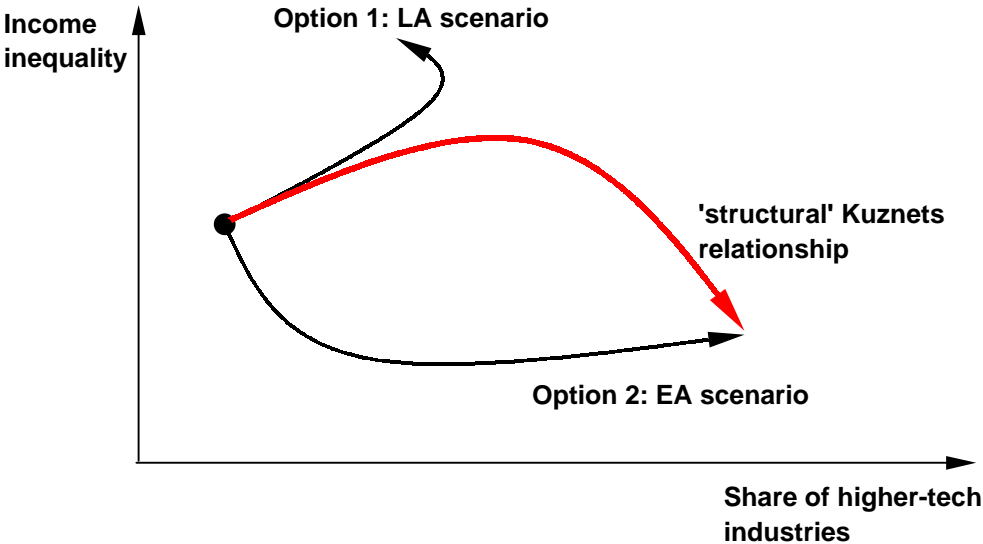 Income
inequality
Option 1: LA scenario
'structural' Kuznets
relationship
Option 2: EA scenario
Share of higher-tech
industries